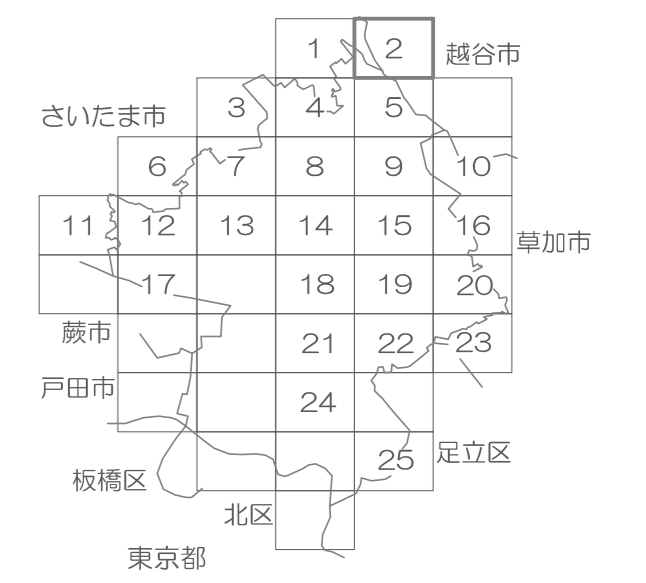 1 2 越谷市
さいたま市 3 4 5
6 7 8 9 10
11 12 13 14 15 16
草加市
17 18 19 20
蕨市 21 22 23
戸田市 24
25 足立区
板橋区
北区
東京都